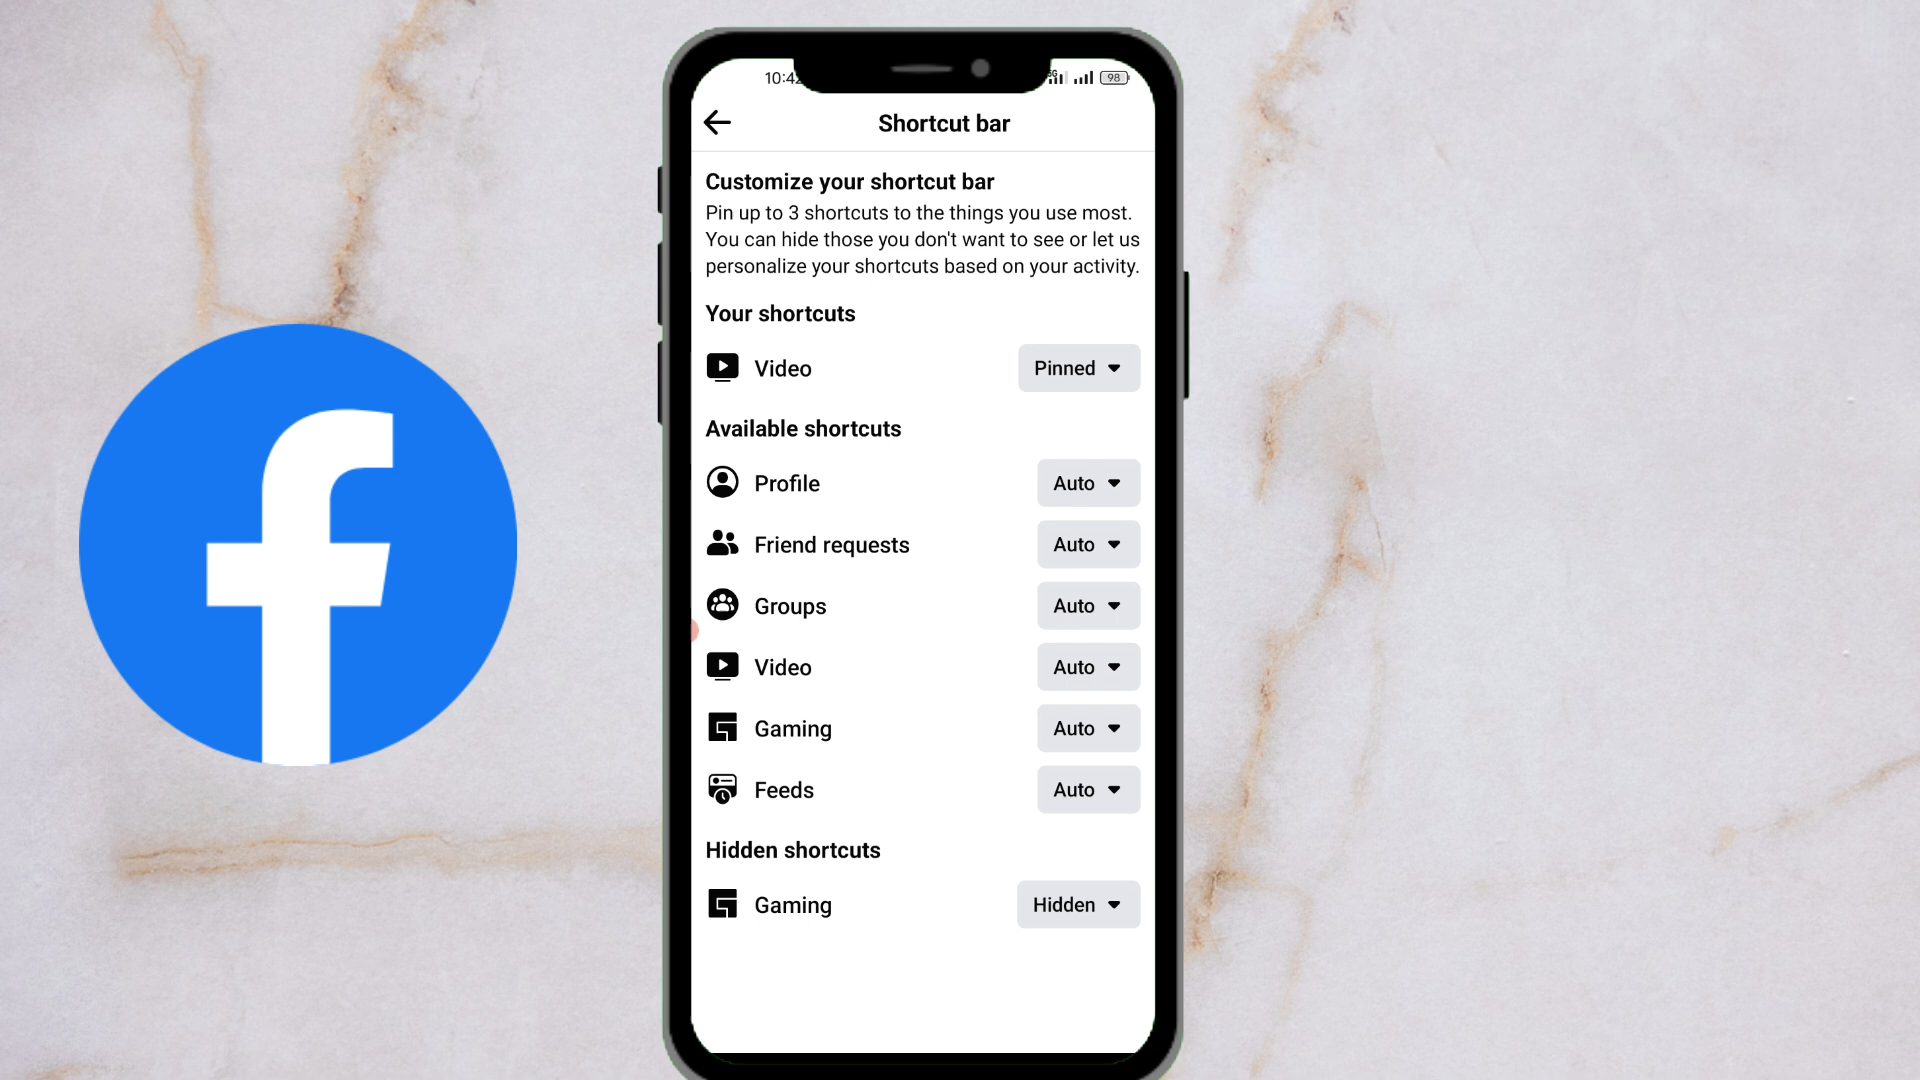 10:42
98
Shortcut bar
Customize your shortcut bar
Pin up to 3 shortcuts to the things you use most.
You can hide those you don't want to see or let us
personalize your shortcuts based on your activity.
Your shortcuts
Video Pinned
Available shortcuts
Profile Auto
Friend requests Auto
Groups Auto
Video Auto
Gaming Auto
Feeds Auto
Hidden shortcuts
Gaming Hidden